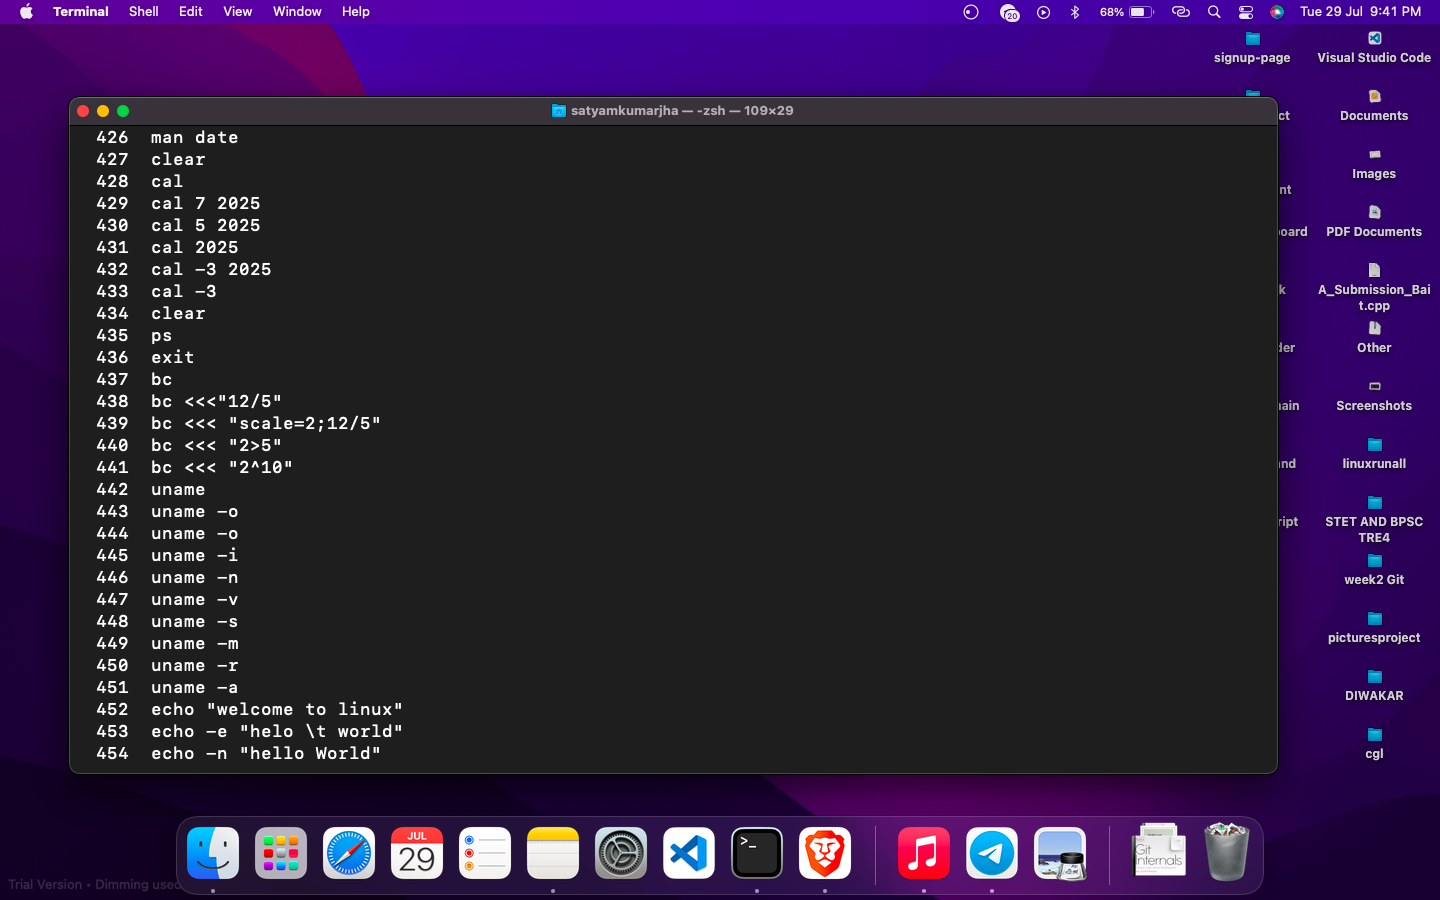 Terminal Shell Edit View Window Help
20 68% Tue 29 Jul 9:41 PM
signup-page Visual Studio Code
ct Documents
Images
nt
oard PDF Documents
k A_Submission_Bai
t.cpp
der Other
ain Screenshots
nd linuxrunall
ript STET AND BPSC
TRE4
week2 Git
picturesproject
DIWAKAR
cgl
satyamkumarjha — -zsh — 109×29
426 man date
427 clear
428 cal
429 cal 7 2025
430 cal 5 2025
431 cal 2025
432 cal -3 2025
433 cal -3
434 clear
435 ps
436 exit
437 bc
438 bc <<<"12/5"
439 bc <<< "scale=2;12/5"
440 bc <<< "2>5"
441 bc <<< "2^10"
442 uname
443 uname -o
444 uname -o
445 uname -i
446 uname -n
447 uname -v
448 uname -s
449 uname -m
450 uname -r
451 uname -a
452 echo "welcome to linux"
453 echo -e "helo \t world"
454 echo -n "hello World"
JUL
29
>_
Git
Internals
Trial Version • Dimming used